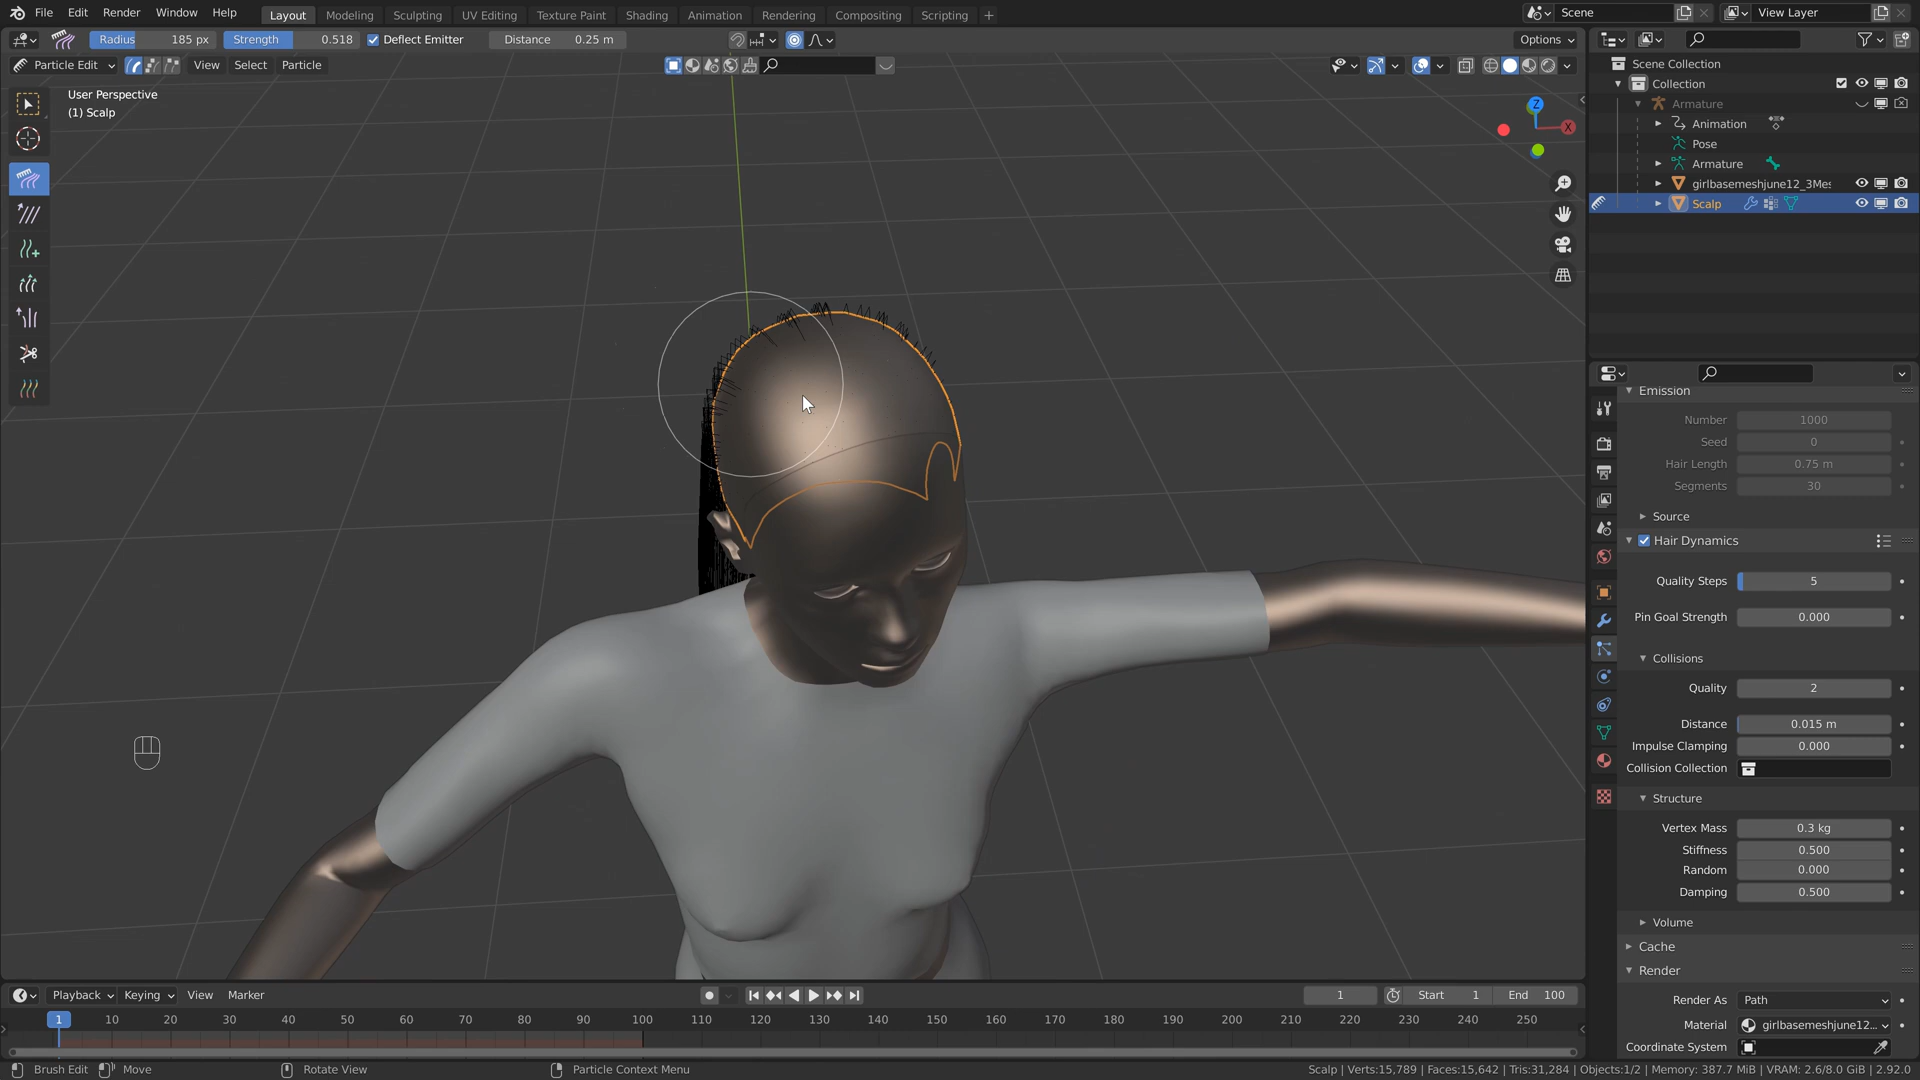 File Edit Render Window Help Layout Modeling Sculpting UV Editing Texture Paint Shading Animation Rendering Compositing Scripting Scene View Layer
Radius 185 px Strength 0.518 Deflect Emitter Distance 0.25 m Options
Particle Edit View Select Particle
User Perspective
(1) Scalp
Z
X
Scene Collection
Collection
Armature
Animation
Pose
Armature
girlbasemeshjune12_3Mes
Scalp
Emission
Number 1000
Seed 0
Hair Length 0.75 m
Segments 30
Source
Hair Dynamics
Quality Steps 5
Pin Goal Strength 0.000
Collisions
Quality 2
Distance 0.015 m
Impulse Clamping 0.000
Collision Collection
Structure
Vertex Mass 0.3 kg
Stiffness 0.500
Random 0.000
Damping 0.500
Volume
Cache
Render
Render As Path
Material girlbasemeshjune12...
Coordinate System
Playback Keying View Marker 1 Start 1 End 100
1 10 20 30 40 50 60 70 80 90 100 110 120 130 140 150 160 170 180 190 200 210 220 230 240 250
Brush Edit Move Rotate View Particle Context Menu Scalp | Verts:15,789 | Faces:15,642 | Tris:31,284 | Objects:1/2 | Memory: 387.7 MiB | VRAM: 2.6/8.0 GiB | 2.92.0